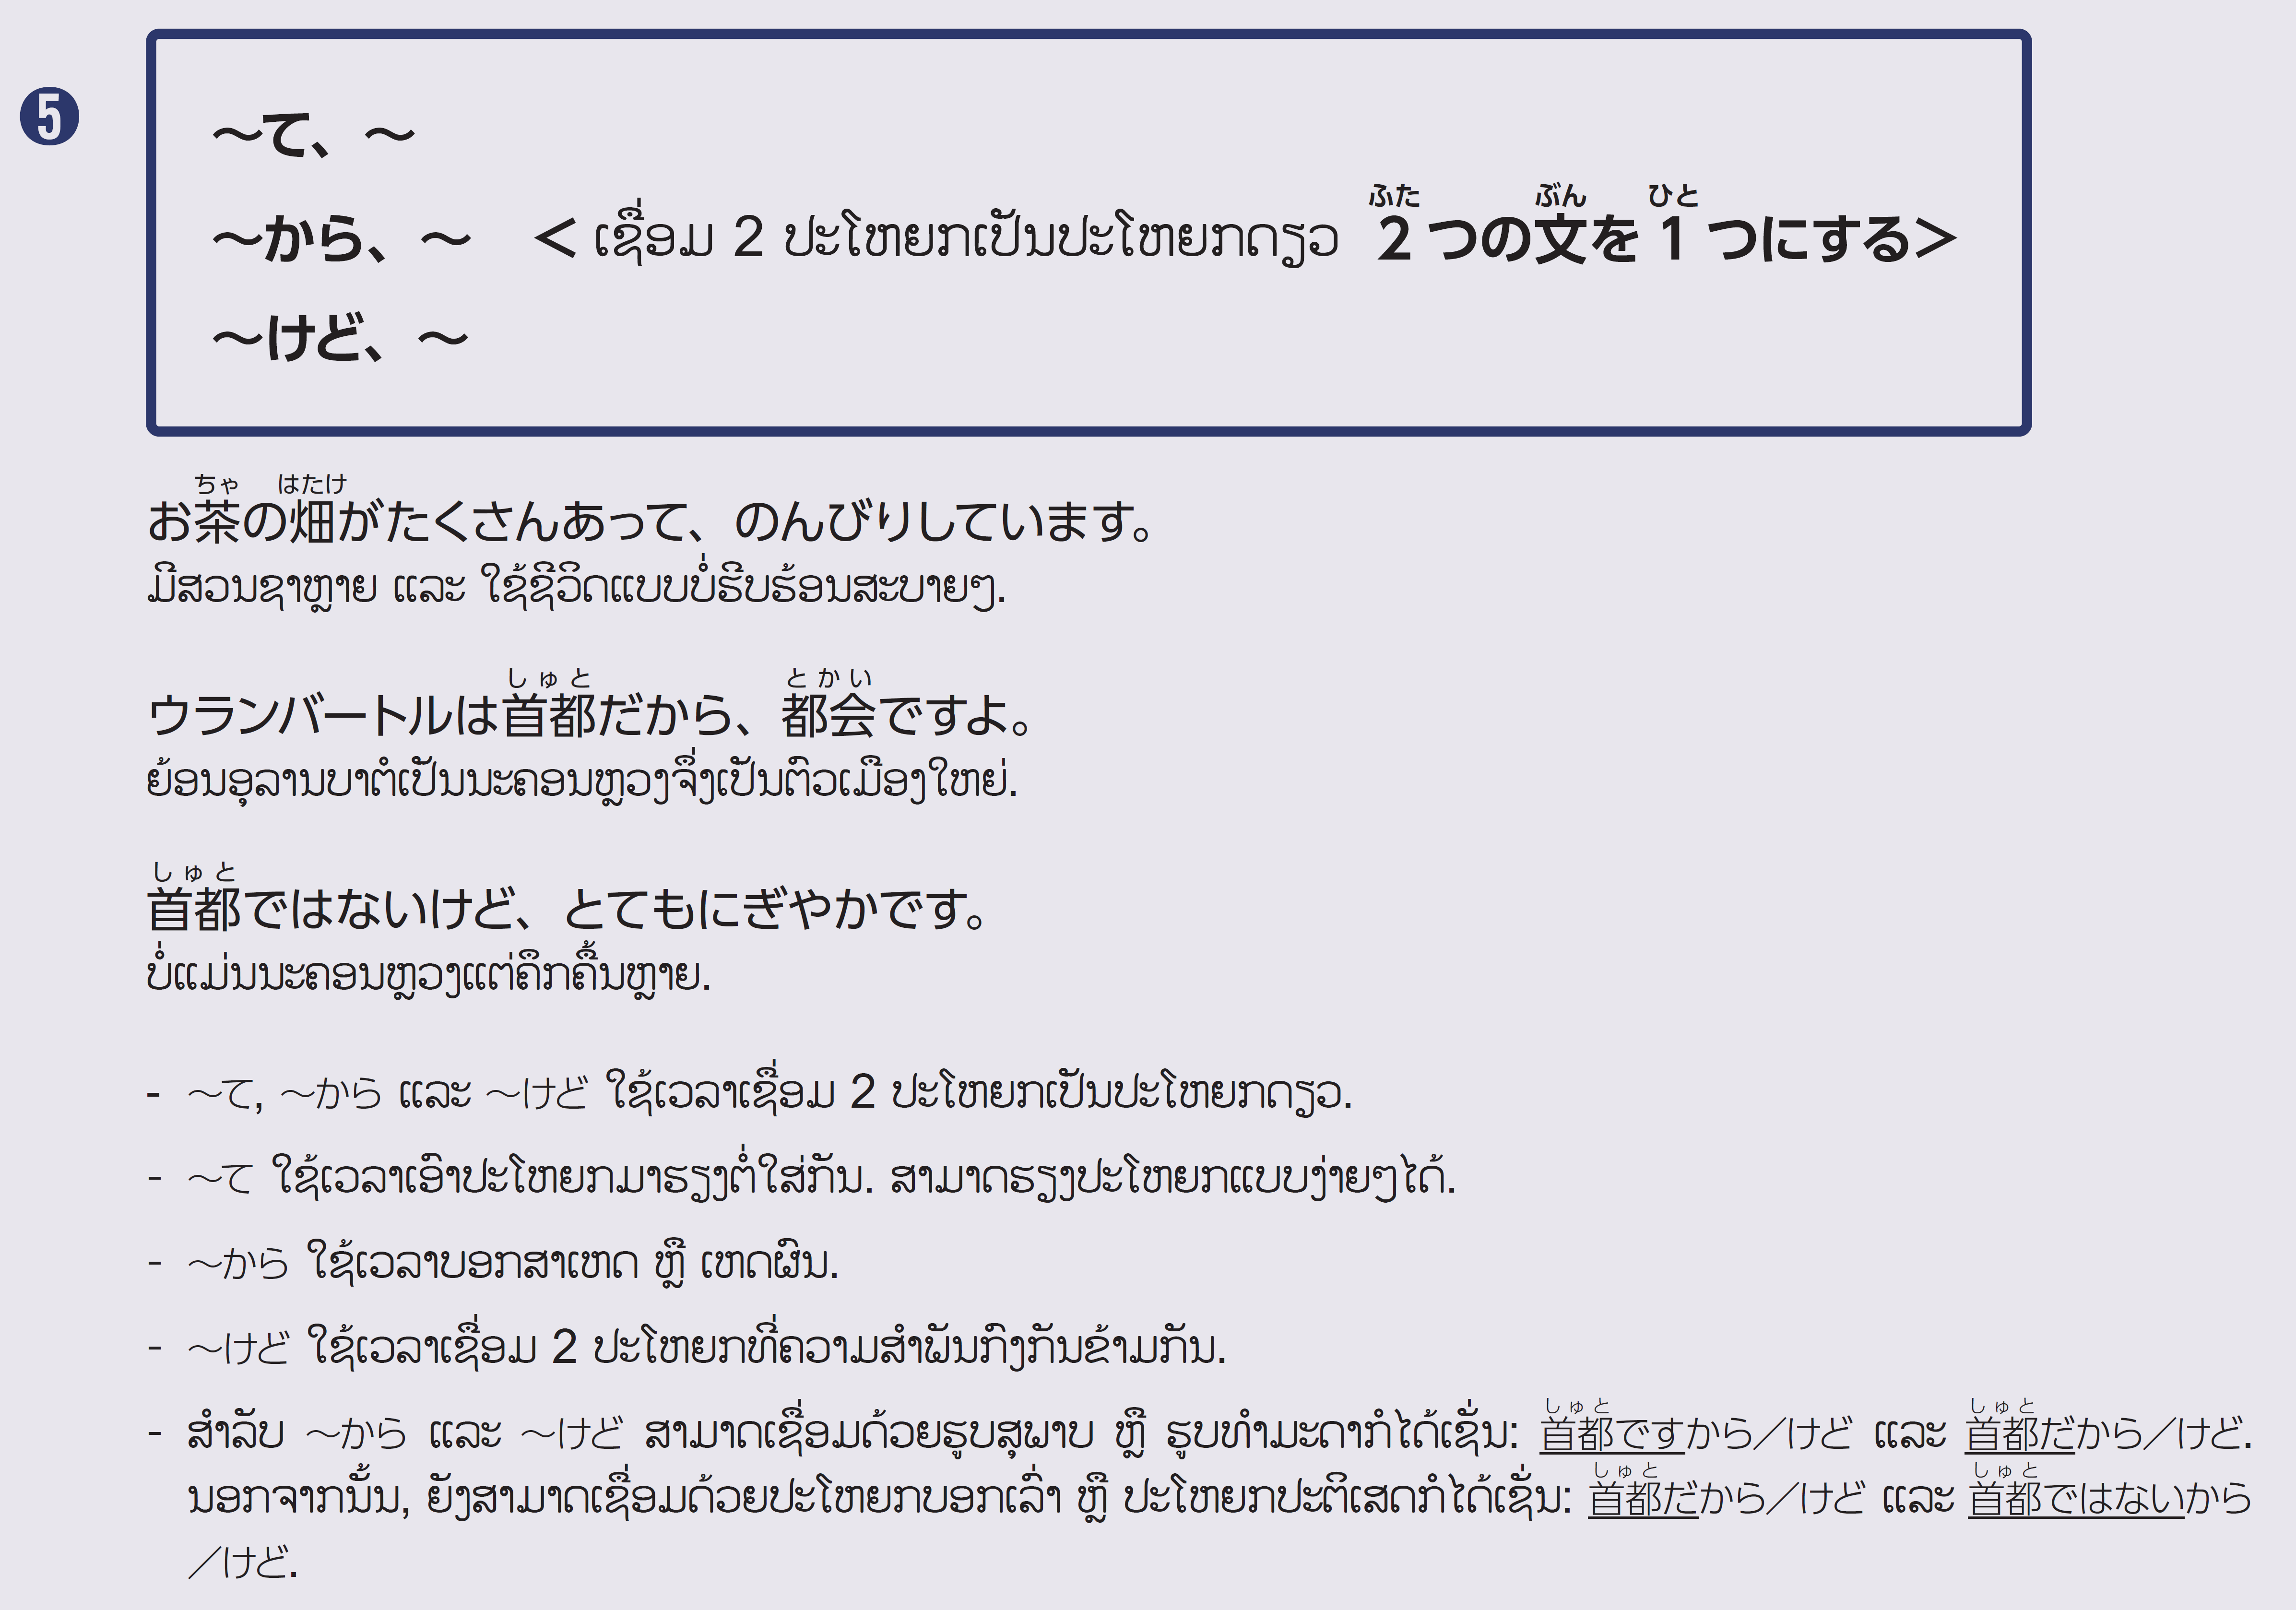 5
～て、～
～から、～ ＜ ເຊື່ອມ 2 ປະໂຫຍກເປັນປະໂຫຍກດຽວ 2つの文を1つにする＞
ふた ぶん ひと
～けど、～
ちゃ はたけ
お茶の畑がたくさんあって、のんびりしています。
ມີສວນຊາຫຼາຍ ແລະ ໃຊ້ຊີວິດແບບບໍ່ຮີບຮ້ອນສະບາຍໆ.
しゅと とかい
ウランバートルは首都だから、都会ですよ。
ຍ້ອນອຸລານບາຕໍເປັນນະຄອນຫຼວງຈຶ່ງເປັນຕົວເມືອງໃຫຍ່.
しゅと
首都ではないけど、とてもにぎやかです。
ບໍ່ແມ່ນນະຄອນຫຼວງແຕ່ຄຶກຄື້ນຫຼາຍ.
- ～て, ～から ແລະ ～けど ໃຊ້ເວລາເຊື່ອມ 2 ປະໂຫຍກເປັນປະໂຫຍກດຽວ.
- ～て ໃຊ້ເວລາເອົາປະໂຫຍກມາຮຽງຕໍ່ໃສ່ກັນ. ສາມາດຮຽງປະໂຫຍກແບບງ່າຍໆໄດ້.
- ～から ໃຊ້ເວລາບອກສາເຫດ ຫຼື ເຫດຜົນ.
- ～けど ໃຊ້ເວລາເຊື່ອມ 2 ປະໂຫຍກທີ່ຄວາມສຳພັນກົງກັນຂ້າມກັນ.
しゅと しゅと
- ສຳລັບ ～から ແລະ ～けど ສາມາດເຊື່ອມດ້ວຍຮູບສຸພາບ ຫຼື ຮູບທຳມະດາກໍໄດ້ເຊັ່ນ: 首都ですから／けど ແລະ 首都だから／けど.
しゅと しゅと
ນອກຈາກນັ້ນ, ຍັງສາມາດເຊື່ອມດ້ວຍປະໂຫຍກບອກເລົ່າ ຫຼື ປະໂຫຍກປະຕິເສດກໍໄດ້ເຊັ່ນ: 首都だから／けど ແລະ 首都ではないから
／けど.